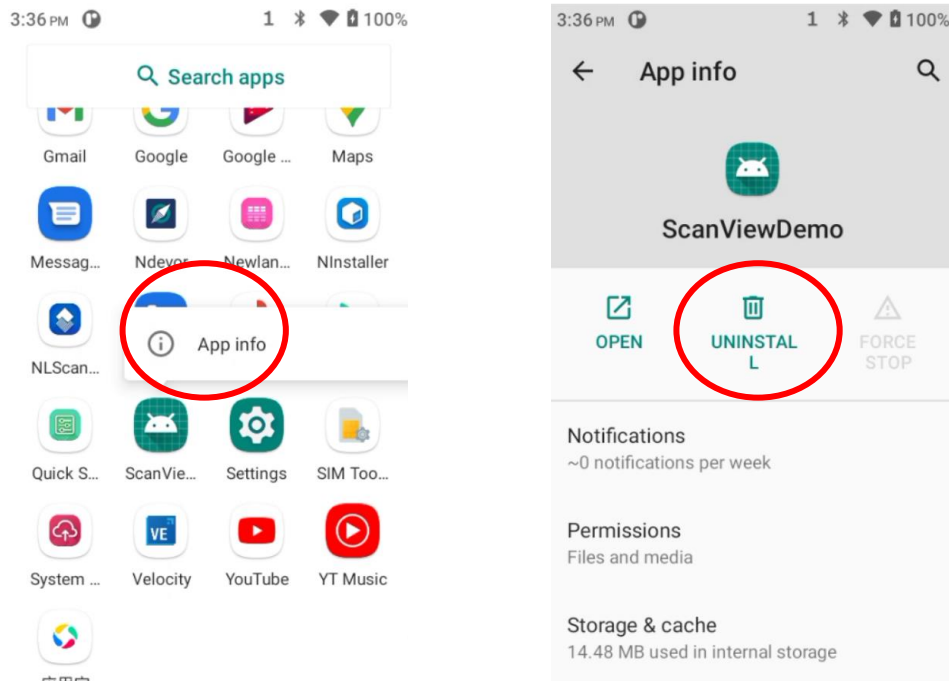 3:36 PM 1 100%
Search apps
Gmail Google Google ... Maps
Messag... Ndevor Newlan... NInstaller
App info
NLScan...
Quick S... ScanVie... Settings SIM Too...
VE
System ... Velocity YouTube YT Music
3:36 PM 1 100%
App info
ScanViewDemo
OPEN
UNINSTAL
L
FORCE
STOP
Notifications
~0 notifications per week
Permissions
Files and media
Storage & cache
14.48 MB used in internal storage